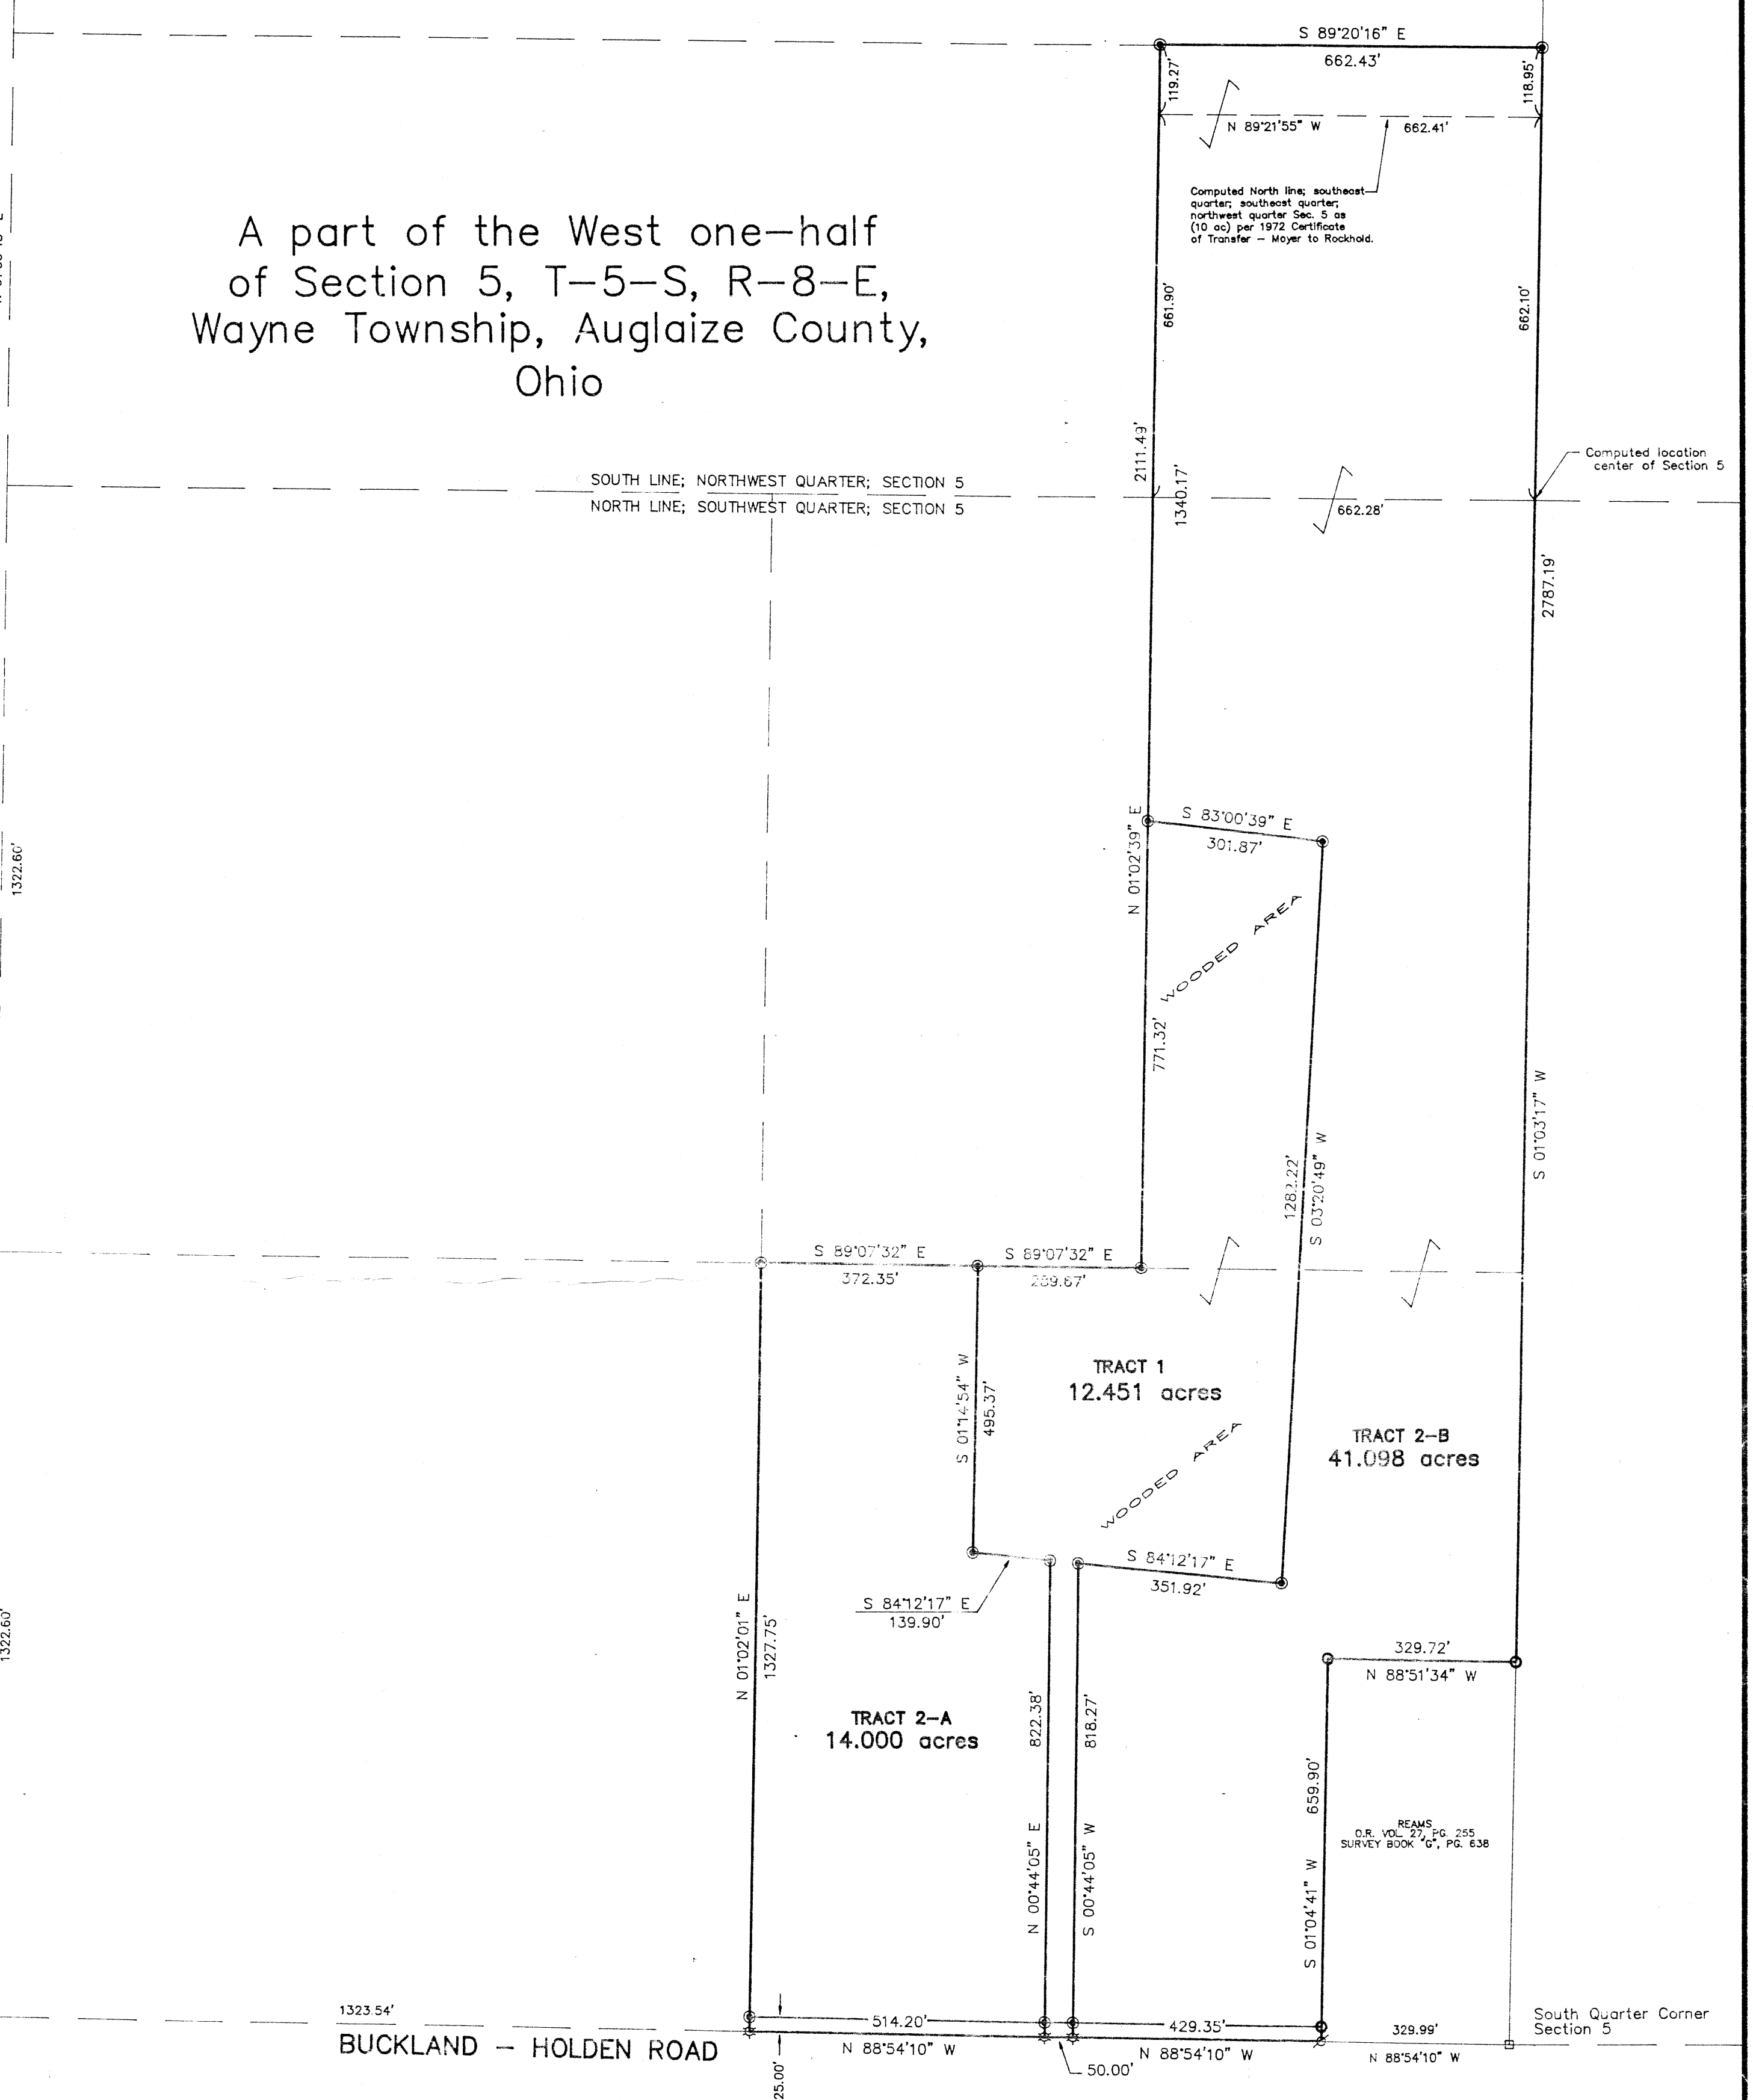 S 89°20'16" E
662.43'
119.27'
118.95'
N 89°21'55" W
662.41'
Computed North line; southeast
quarter; southeast quarter;
northwest quarter Sec. 5 as
(10 ac) per 1972 Certificate
of Transfer – Moyer to Rockhold.
A part of the West one–half
of Section 5, T–5–S, R–8–E,
Wayne Township, Auglaize County,
Ohio
661.90'
662.10'
2111.49'
1340.17'
Computed location
center of Section 5
SOUTH LINE; NORTHWEST QUARTER; SECTION 5
NORTH LINE; SOUTHWEST QUARTER; SECTION 5
662.28'
2787.19'
S 83°00'39" E
301.87'
N 01°02'39" E
1322.60'
WOODED AREA
771.32'
S 01°03'17" W
1282.22'
S 03°20'49" W
S 89°07'32" E
372.35'
S 89°07'32" E
289.67'
S 01°14'54" W
495.37'
TRACT 1
12.451 acres
TRACT 2–B
41.098 acres
WOODED AREA
S 84°12'17" E
351.92'
S 84°12'17" E
139.90'
N 01°02'01" E
1327.75'
1322.60'
329.72'
N 88°51'34" W
TRACT 2–A
14.000 acres
822.38'
818.27'
659.90'
N 00°44'05" E
S 00°44'05" W
S 01°04'41" W
REAMS
O.R. VOL. 27, PG. 255
SURVEY BOOK "G", PG. 638
1323.54'
BUCKLAND – HOLDEN ROAD
514.20'
N 88°54'10" W
429.35'
N 88°54'10" W
329.99'
N 88°54'10" W
South Quarter Corner
Section 5
50.00'
25.00'